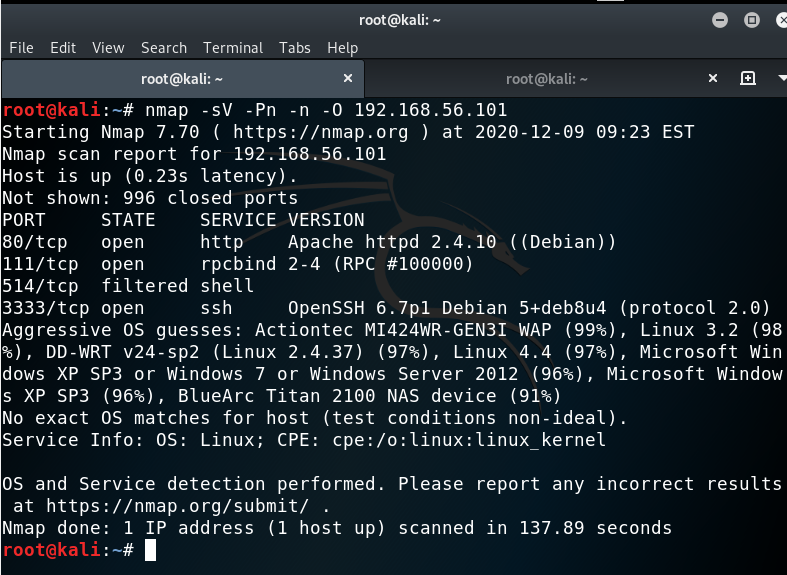 root@kali: ~
File Edit View Search Terminal Tabs Help
root@kali: ~ × root@kali: ~ ×
root@kali:~# nmap -sV -Pn -n -O 192.168.56.101
Starting Nmap 7.70 ( https://nmap.org ) at 2020-12-09 09:23 EST
Nmap scan report for 192.168.56.101
Host is up (0.23s latency).
Not shown: 996 closed ports
PORT     STATE    SERVICE VERSION
80/tcp   open     http    Apache httpd 2.4.10 ((Debian))
111/tcp  open     rpcbind 2-4 (RPC #100000)
514/tcp  filtered shell
3333/tcp open     ssh     OpenSSH 6.7p1 Debian 5+deb8u4 (protocol 2.0)
Aggressive OS guesses: Actiontec MI424WR-GEN3I WAP (99%), Linux 3.2 (98
%), DD-WRT v24-sp2 (Linux 2.4.37) (97%), Linux 4.4 (97%), Microsoft Win
dows XP SP3 or Windows 7 or Windows Server 2012 (96%), Microsoft Window
s XP SP3 (96%), BlueArc Titan 2100 NAS device (91%)
No exact OS matches for host (test conditions non-ideal).
Service Info: OS: Linux; CPE: cpe:/o:linux:linux_kernel

OS and Service detection performed. Please report any incorrect results
 at https://nmap.org/submit/ .
Nmap done: 1 IP address (1 host up) scanned in 137.89 seconds
root@kali:~#